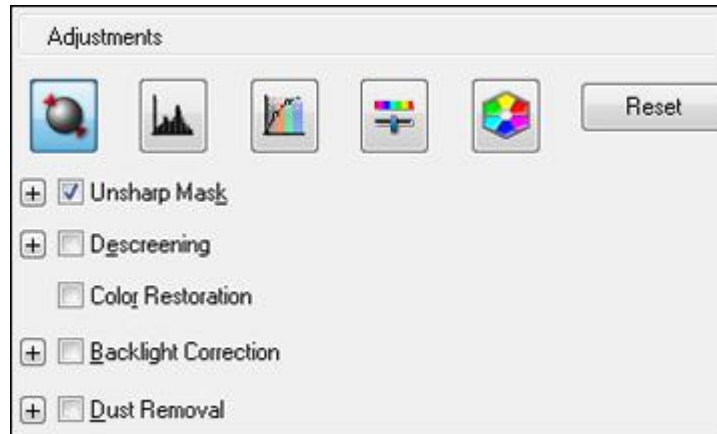 Adjustments
Reset
Unsharp Mask
Descreening
Color Restoration
Backlight Correction
Dust Removal